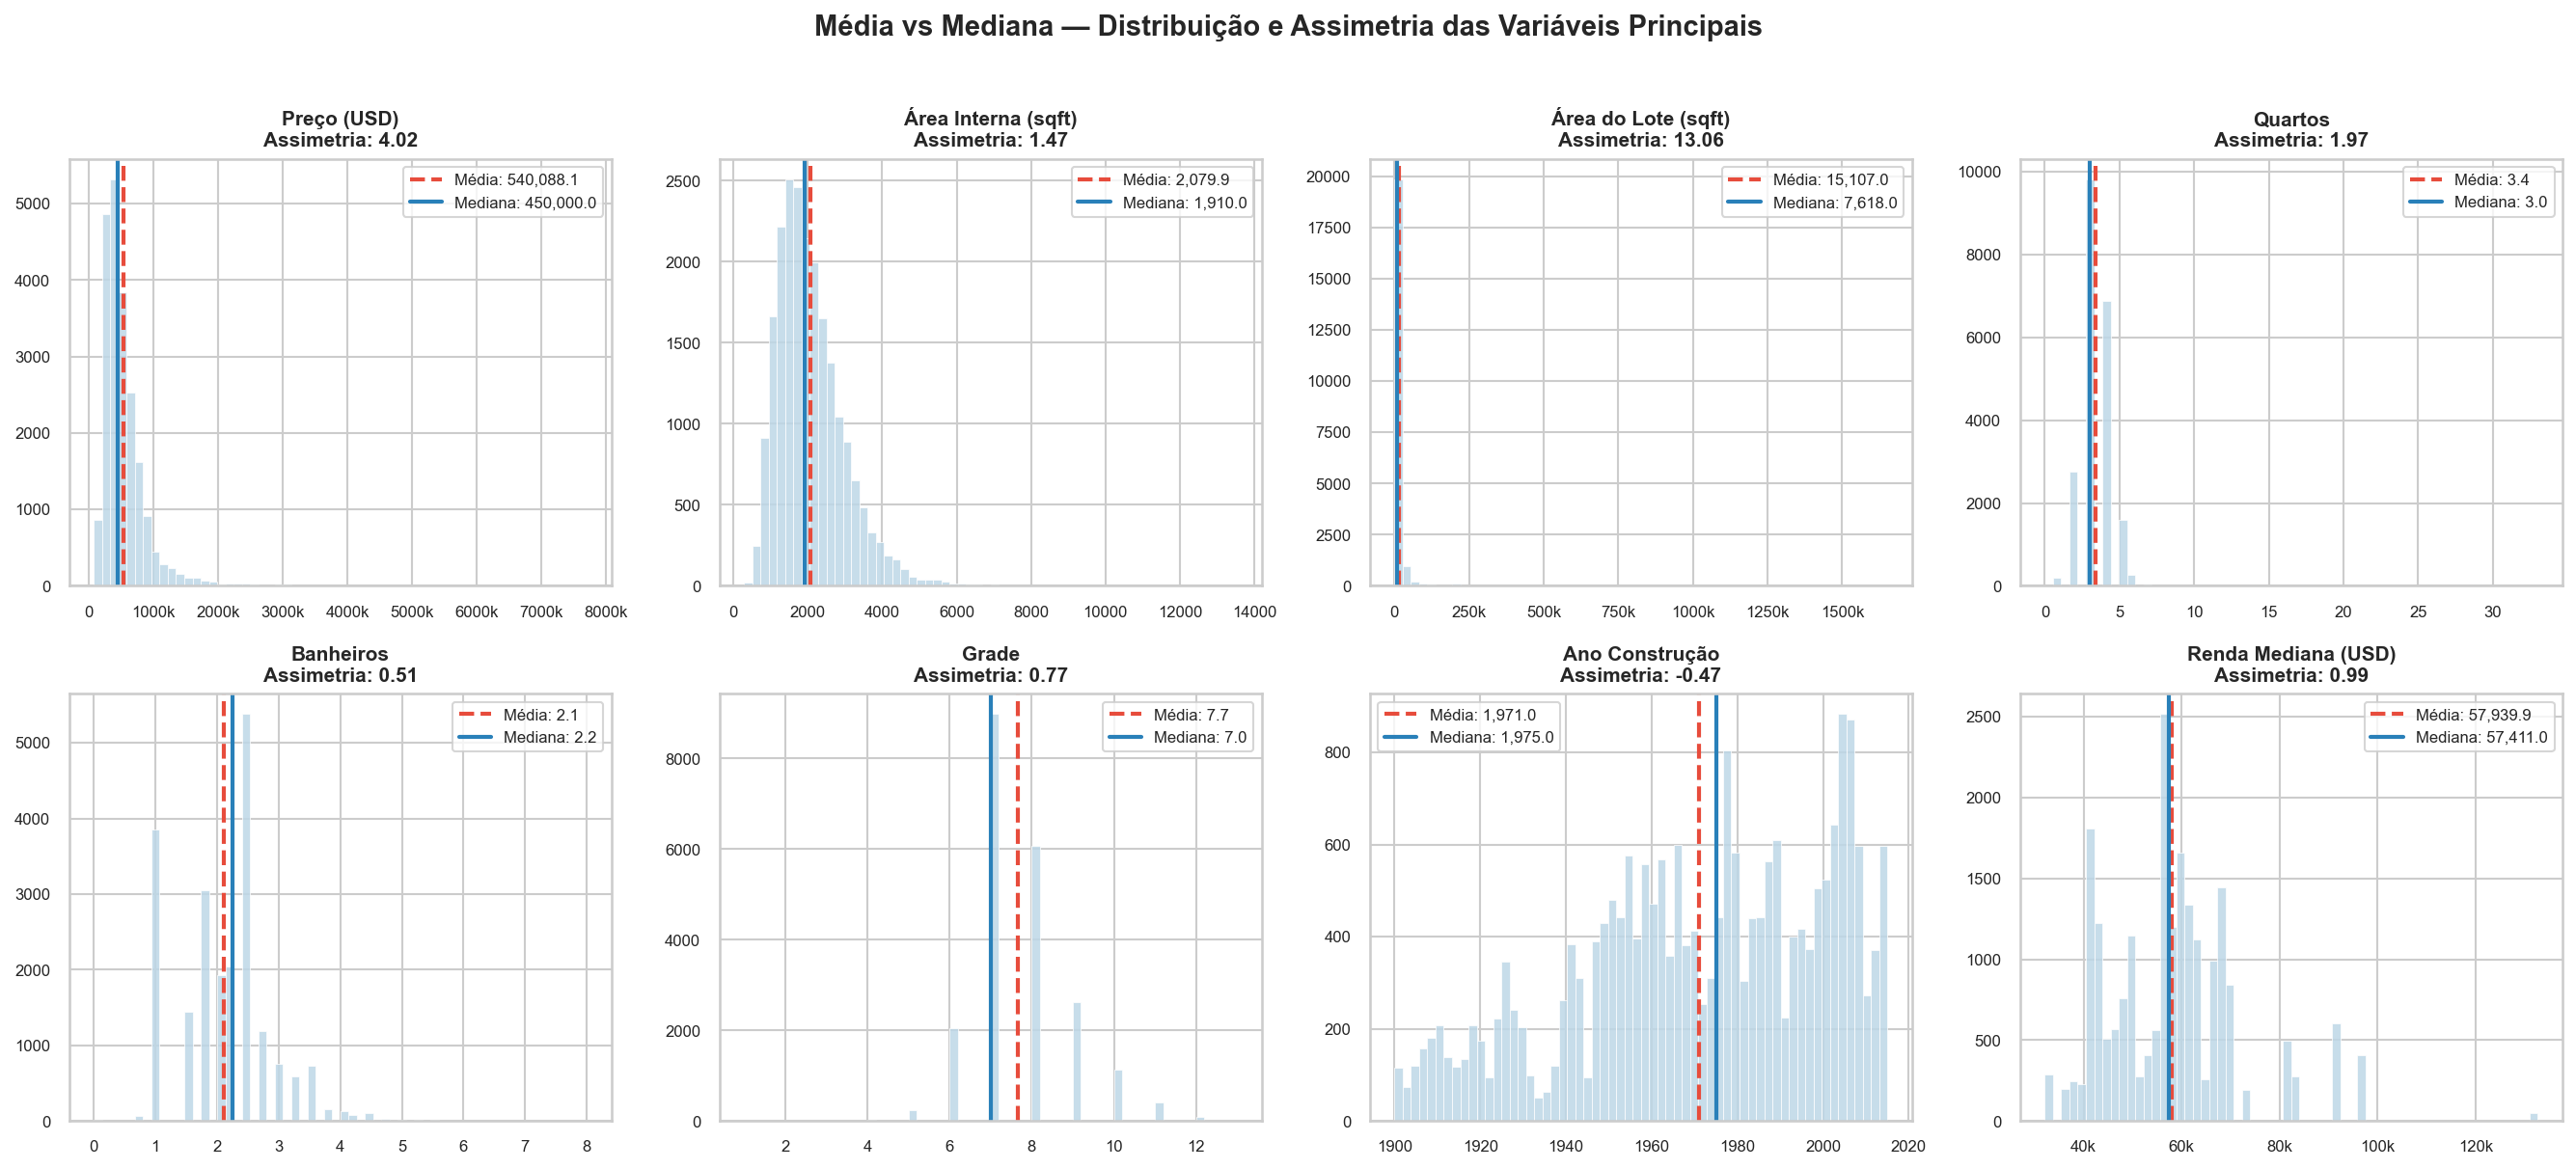 Média vs Mediana — Distribuição e Assimetria das Variáveis Principais
Preço (USD)
Assimetria: 4.02
Média: 540,088.1
Mediana: 450,000.0
5000
4000
3000
2000
1000
0
0 1000k 2000k 3000k 4000k 5000k 6000k 7000k 8000k
Área Interna (sqft)
Assimetria: 1.47
Média: 2,079.9
Mediana: 1,910.0
2500
2000
1500
1000
500
0
0 2000 4000 6000 8000 10000 12000 14000
Área do Lote (sqft)
Assimetria: 13.06
Média: 15,107.0
Mediana: 7,618.0
20000
17500
15000
12500
10000
7500
5000
2500
0
0 250k 500k 750k 1000k 1250k 1500k
Quartos
Assimetria: 1.97
Média: 3.4
Mediana: 3.0
10000
8000
6000
4000
2000
0
0 5 10 15 20 25 30
Banheiros
Assimetria: 0.51
Média: 2.1
Mediana: 2.2
5000
4000
3000
2000
1000
0
0 1 2 3 4 5 6 7 8
Grade
Assimetria: 0.77
Média: 7.7
Mediana: 7.0
8000
6000
4000
2000
0
2 4 6 8 10 12
Ano Construção
Assimetria: -0.47
Média: 1,971.0
Mediana: 1,975.0
800
600
400
200
0
1900 1920 1940 1960 1980 2000 2020
Renda Mediana (USD)
Assimetria: 0.99
Média: 57,939.9
Mediana: 57,411.0
2500
2000
1500
1000
500
0
40k 60k 80k 100k 120k